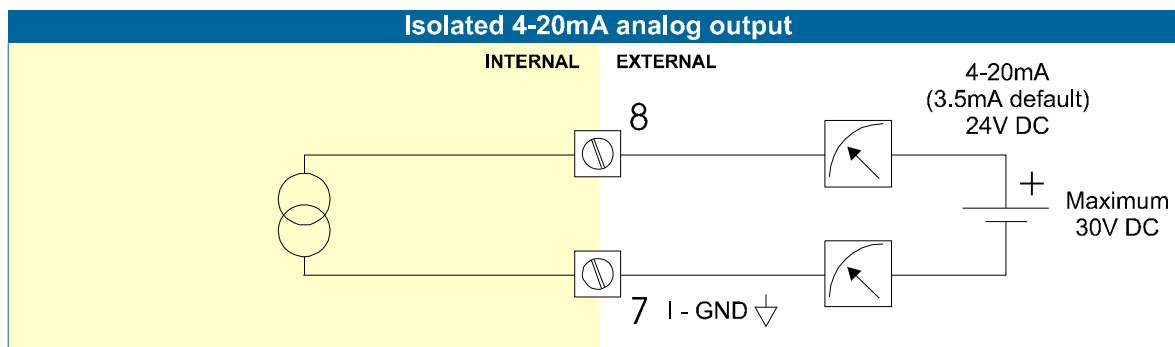 Isolated 4-20mA analog output
INTERNAL EXTERNAL
4-20mA
(3.5mA default)
24V DC
8
+
Maximum
30V DC
7 I - GND